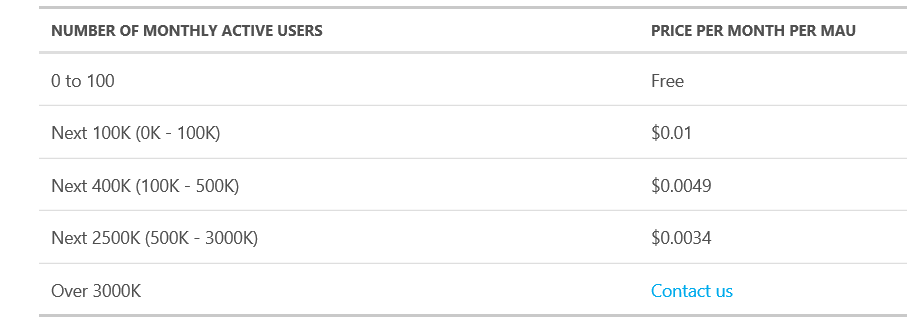 NUMBER OF MONTHLY ACTIVE USERS PRICE PER MONTH PER MAU
0 to 100 Free
Next 100K (0K - 100K) $0.01
Next 400K (100K - 500K) $0.0049
Next 2500K (500K - 3000K) $0.0034
Over 3000K Contact us